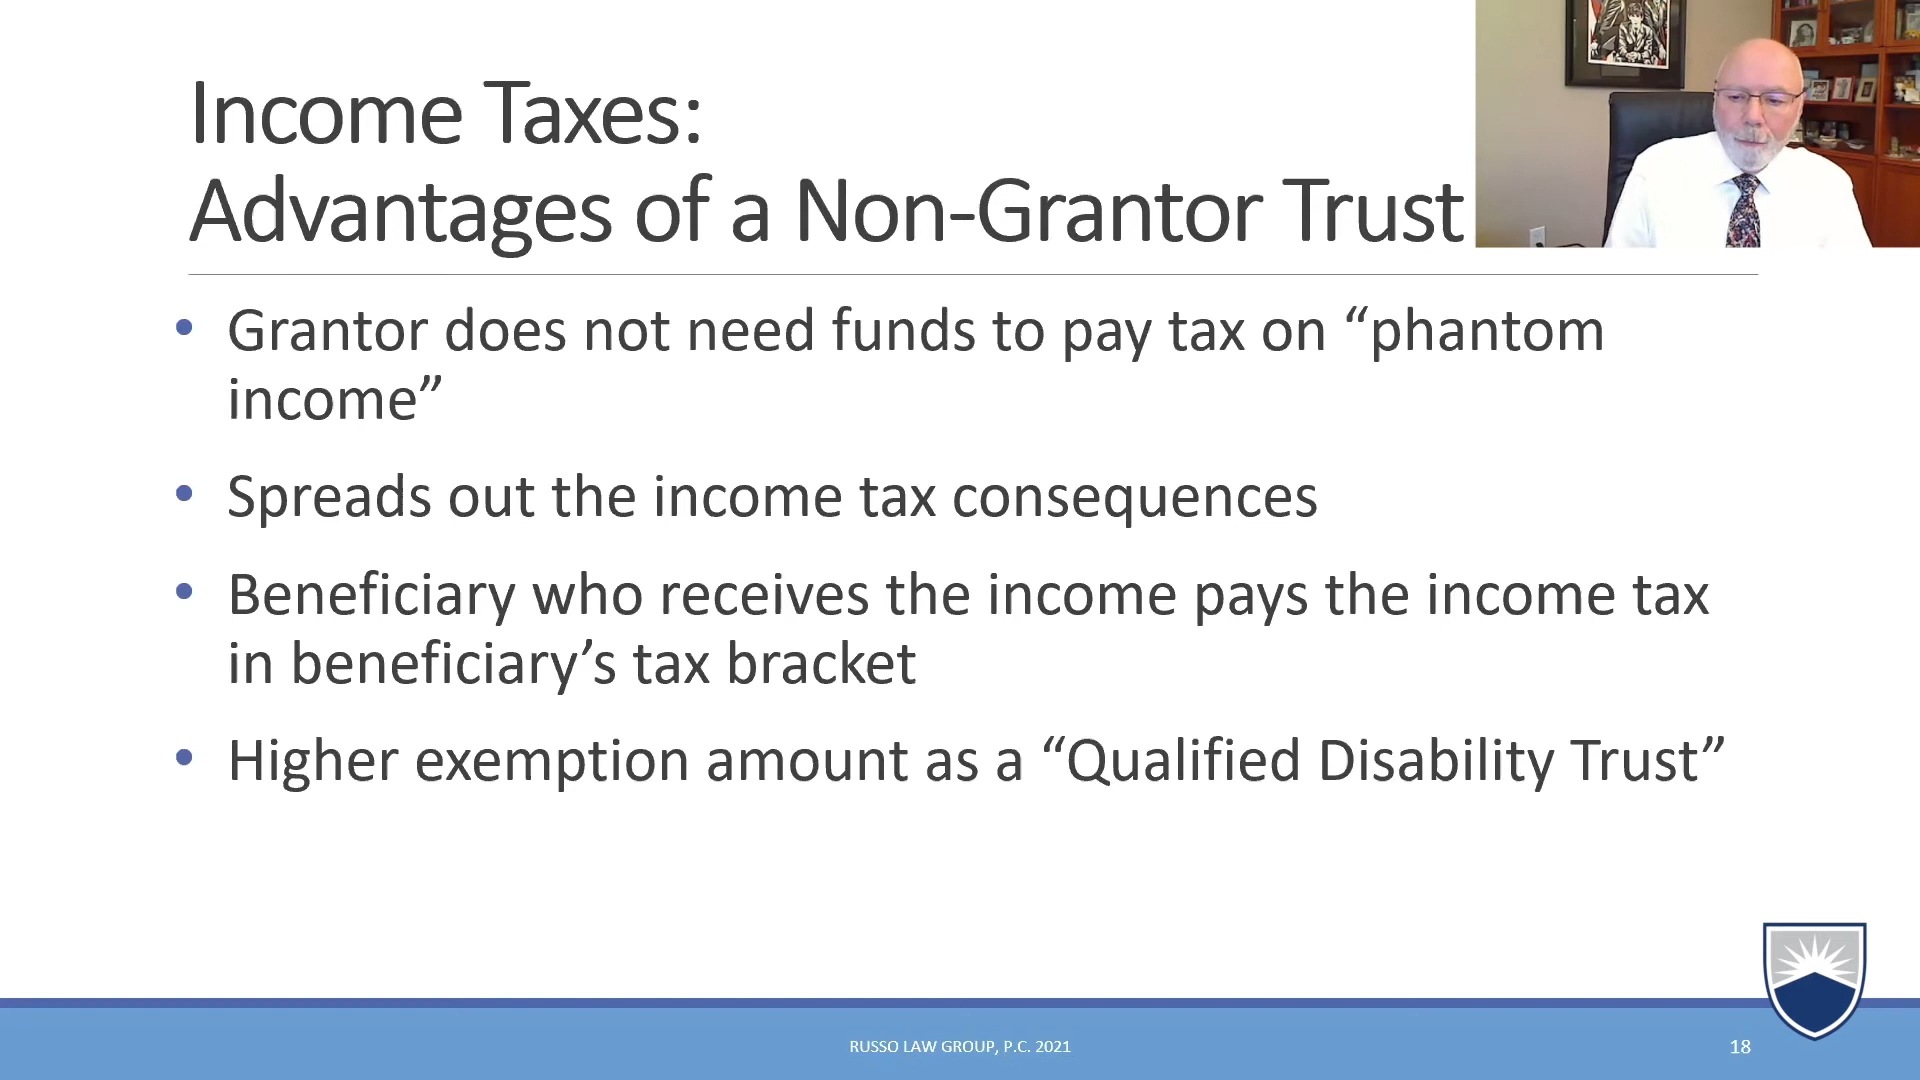 Income Taxes:
Advantages of a Non-Grantor Trust
• Grantor does not need funds to pay tax on “phantom
income”
• Spreads out the income tax consequences
• Beneficiary who receives the income pays the income tax
in beneficiary’s tax bracket
• Higher exemption amount as a “Qualified Disability Trust”
RUSSO LAW GROUP, P.C. 2021
18